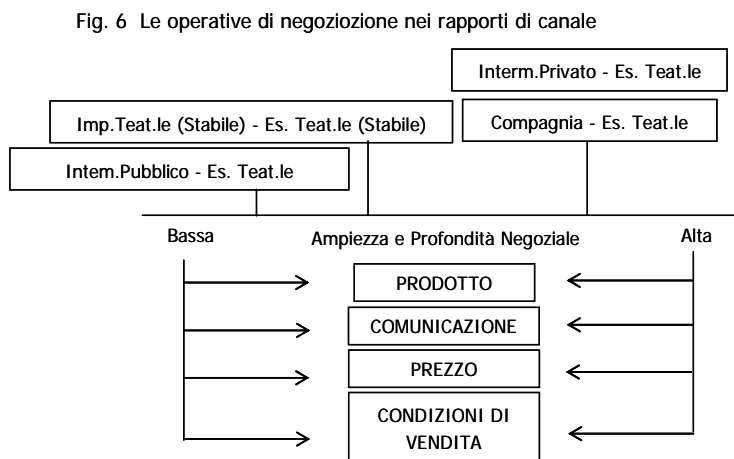 Fig. 6 Le operative di negoziozione nei rapporti di canale
Interm.Privato - Es. Teat.le
Imp.Teat.le (Stabile) - Es. Teat.le (Stabile)
Compagnia - Es. Teat.le
Intem.Pubblico - Es. Teat.le
Bassa
Ampiezza e Profondità Negoziale
Alta
PRODOTTO
COMUNICAZIONE
PREZZO
CONDIZIONI DI
VENDITA